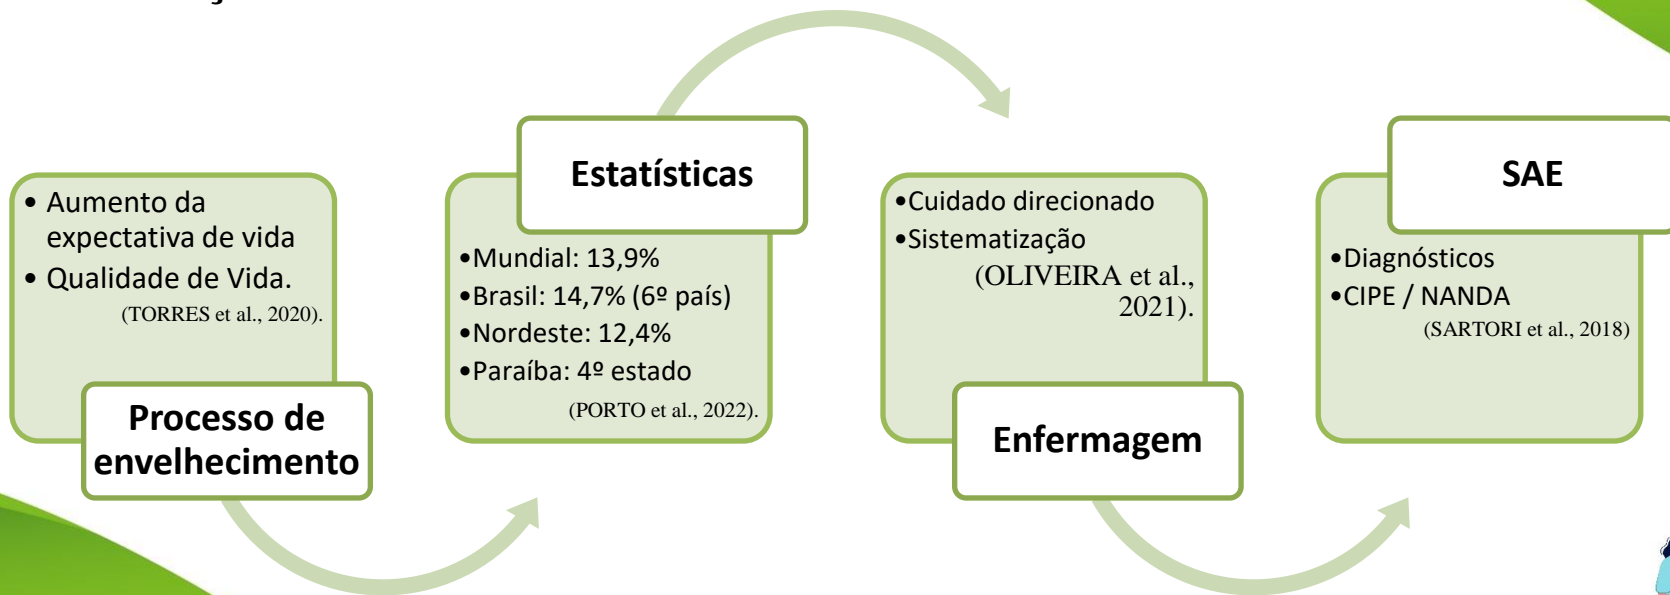 • Aumento da
expectativa de vida
• Qualidade de Vida.
(TORRES et al., 2020).
Processo de
envelhecimento
Estatísticas
•Mundial: 13,9%
•Brasil: 14,7% (6º país)
•Nordeste: 12,4%
•Paraíba: 4º estado
(PORTO et al., 2022).
•Cuidado direcionado
•Sistematização
(OLIVEIRA et al.,
2021).
Enfermagem
SAE
•Diagnósticos
•CIPE / NANDA
(SARTORI et al., 2018)